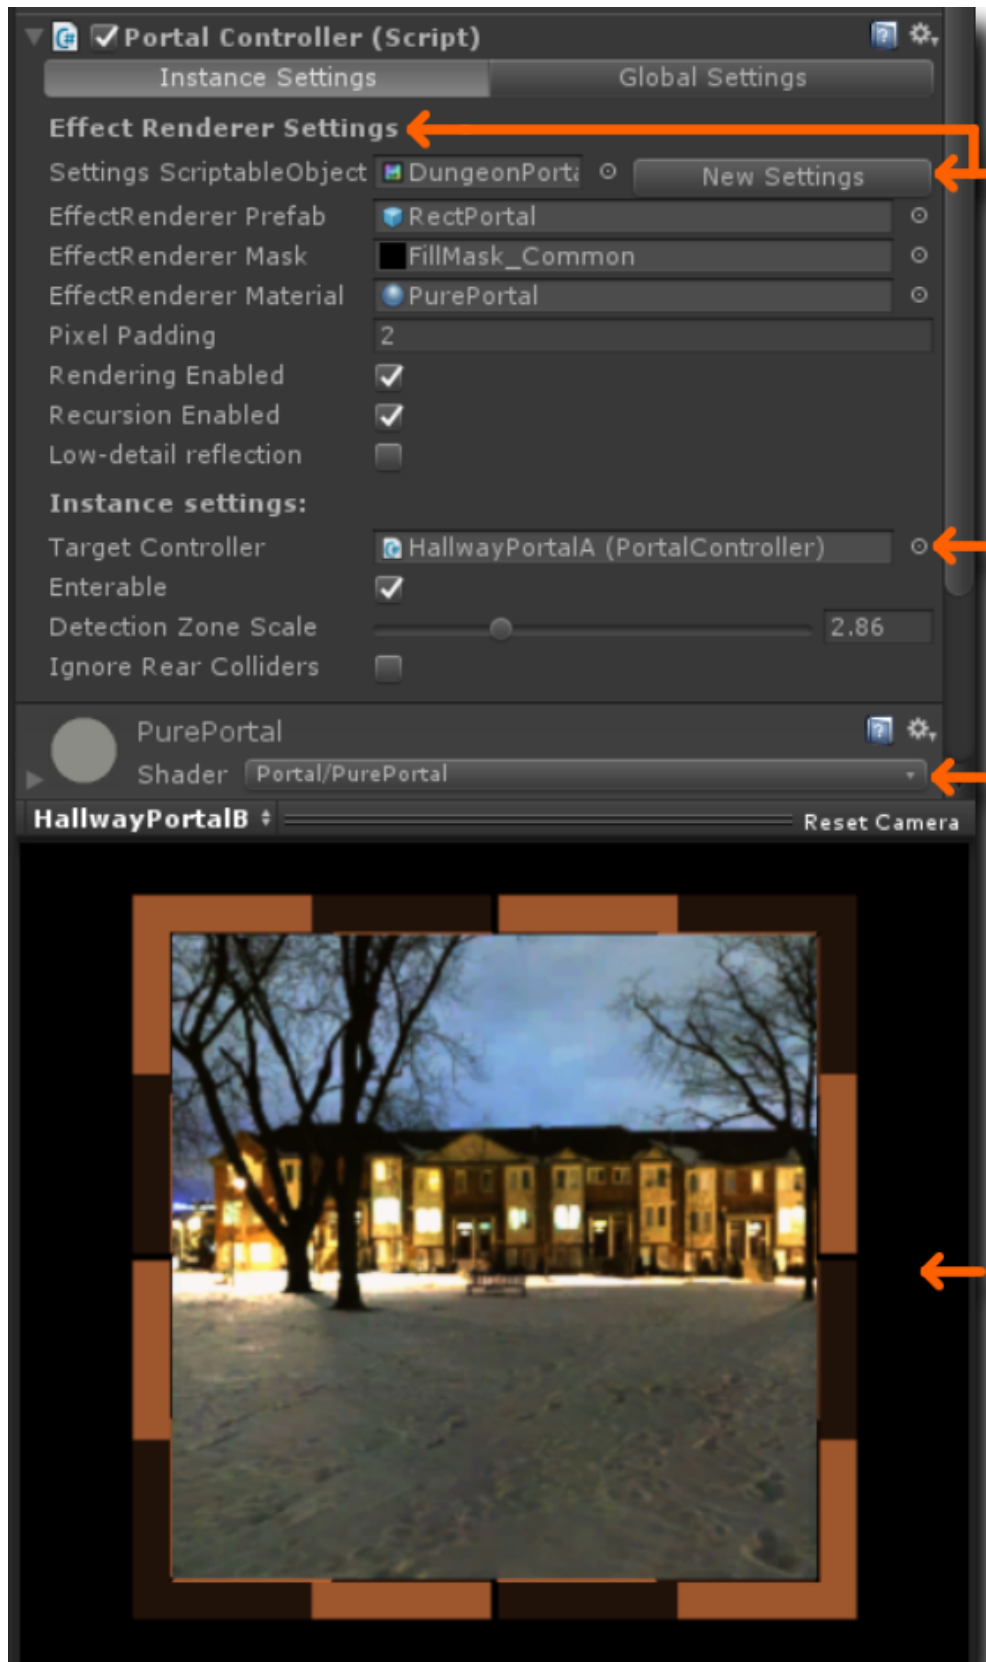 Portal Controller (Script)
Instance Settings Global Settings
Effect Renderer Settings
Settings ScriptableObject DungeonPorta New Settings
EffectRenderer Prefab RectPortal
EffectRenderer Mask FillMask_Common
EffectRenderer Material PurePortal
Pixel Padding 2
Rendering Enabled
Recursion Enabled
Low-detail reflection
Instance settings:
Target Controller HallwayPortalA (PortalController)
Enterable
Detection Zone Scale 2.86
Ignore Rear Colliders
PurePortal
Shader Portal/PurePortal
HallwayPortalB Reset Camera